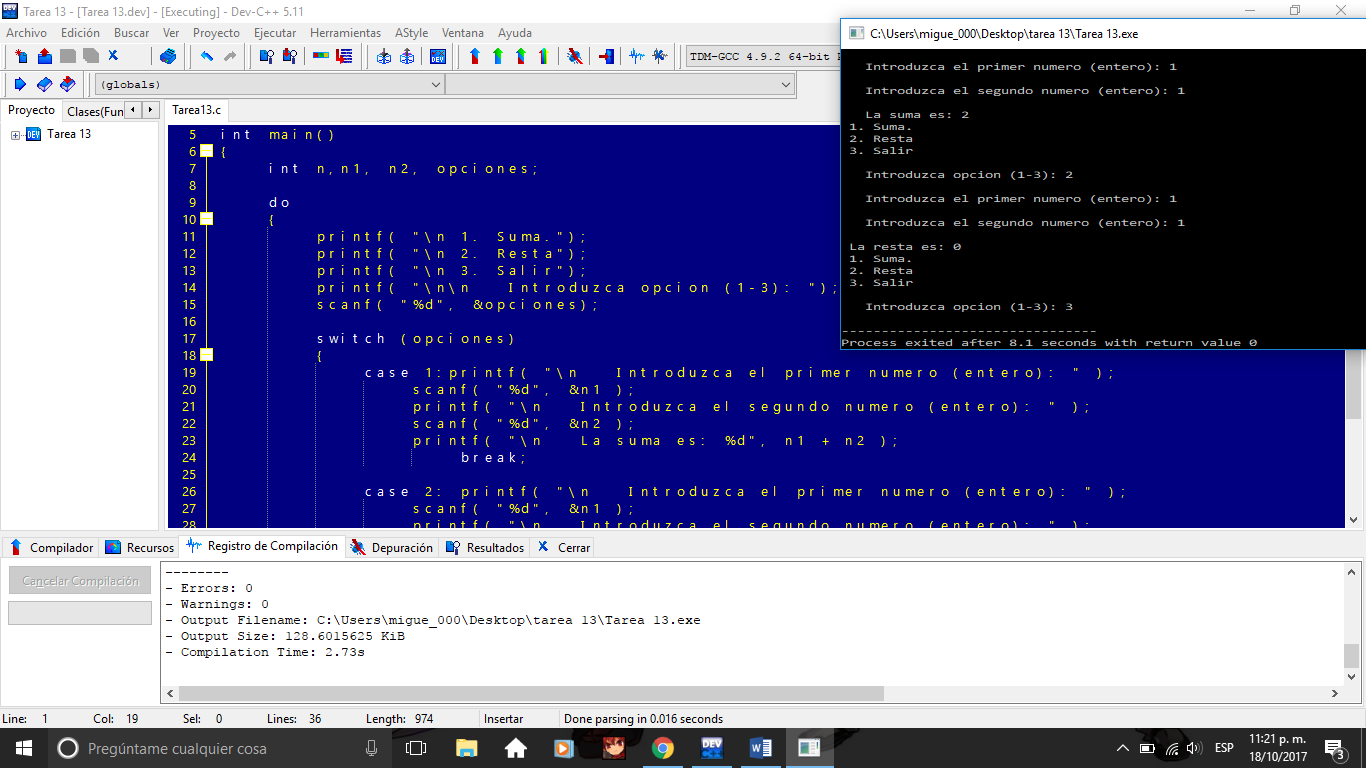 Tarea 13 - [Tarea 13.dev] - [Executing] - Dev-C++ 5.11
Archivo Edición Buscar Ver Proyecto Ejecutar Herramientas AStyle Ventana Ayuda
TDM-GCC 4.9.2 64-bit
(globals)
Proyecto Clases(Fun
Tarea13.c
DEV Tarea 13
5 int main()
6 {
7 int n,n1, n2, opciones;
8
9 do
10 {
11 printf( "\n 1. Suma.");
12 printf( "\n 2. Resta");
13 printf( "\n 3. Salir");
14 printf( "\n\n   Introduzca opcion (1-3): ");
15 scanf( "%d", &opciones);
16
17 switch (opciones)
18 {
19 case 1:printf( "\n   Introduzca el primer numero (entero): " );
20 scanf( "%d", &n1 );
21 printf( "\n   Introduzca el segundo numero (entero): " );
22 scanf( "%d", &n2 );
23 printf( "\n   La suma es: %d", n1 + n2 );
24 break;
25
26 case 2: printf( "\n   Introduzca el primer numero (entero): " );
27 scanf( "%d", &n1 );
28 printf( "\n   Introduzca el segundo numero (entero): " );
C:\Users\migue_000\Desktop\tarea 13\Tarea 13.exe
Introduzca el primer numero (entero): 1
Introduzca el segundo numero (entero): 1
La suma es: 2
1. Suma.
2. Resta
3. Salir
Introduzca opcion (1-3): 2
Introduzca el primer numero (entero): 1
Introduzca el segundo numero (entero): 1
La resta es: 0
1. Suma.
2. Resta
3. Salir
Introduzca opcion (1-3): 3
--------------------------------
Process exited after 8.1 seconds with return value 0
Compilador Recursos Registro de Compilación Depuración Resultados Cerrar
Cancelar Compilación
--------
- Errors: 0
- Warnings: 0
- Output Filename: C:\Users\migue_000\Desktop\tarea 13\Tarea 13.exe
- Output Size: 128.6015625 KiB
- Compilation Time: 2.73s
Line: 1 Col: 19 Sel: 0 Lines: 36 Length: 974 Insertar Done parsing in 0.016 seconds
Pregúntame cualquier cosa
DEV
ESP
11:21 p. m.
18/10/2017
3